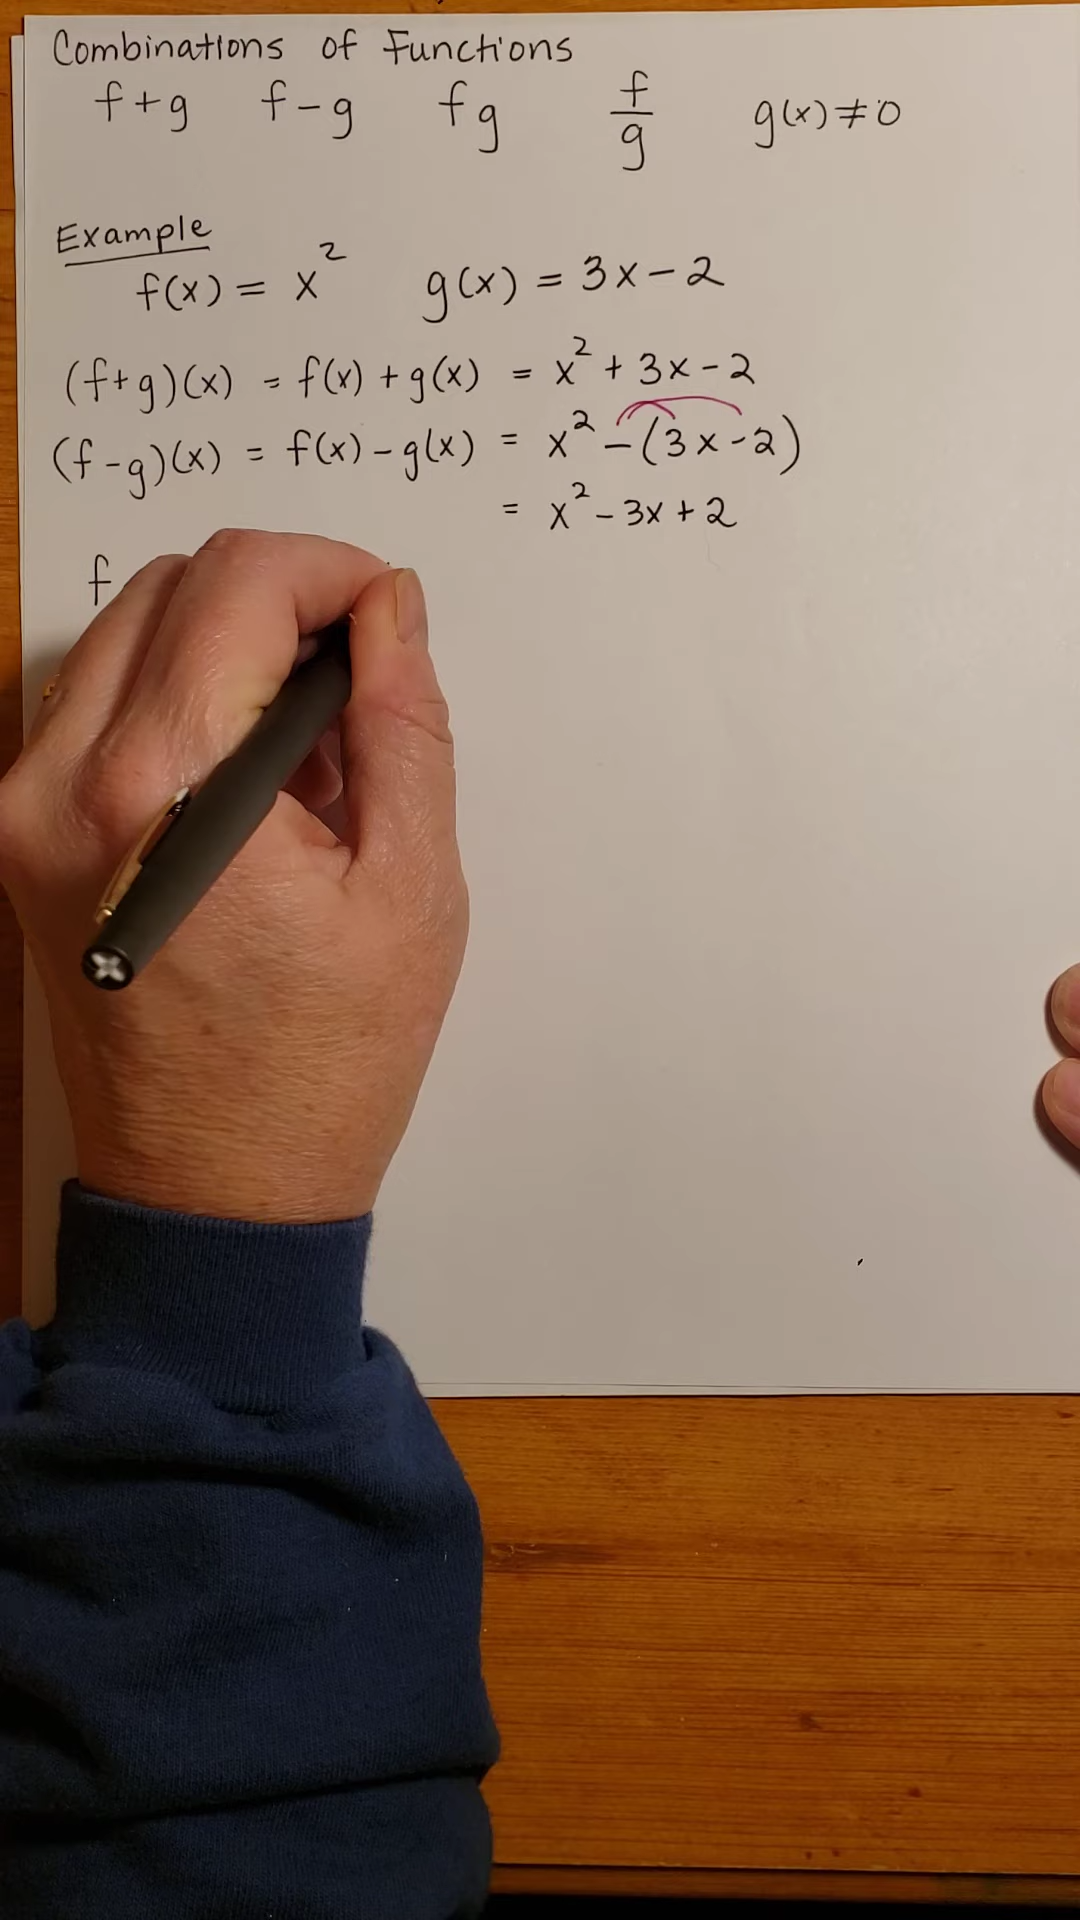 Combinations of Functions
f+g f-g fg f/g g(x)≠0
Example
f(x) = x² g(x) = 3x-2
(f+g)(x) = f(x)+g(x) = x²+3x-2
(f-g)(x) = f(x)-g(x) = x²-(3x-2)
= x²-3x+2
f